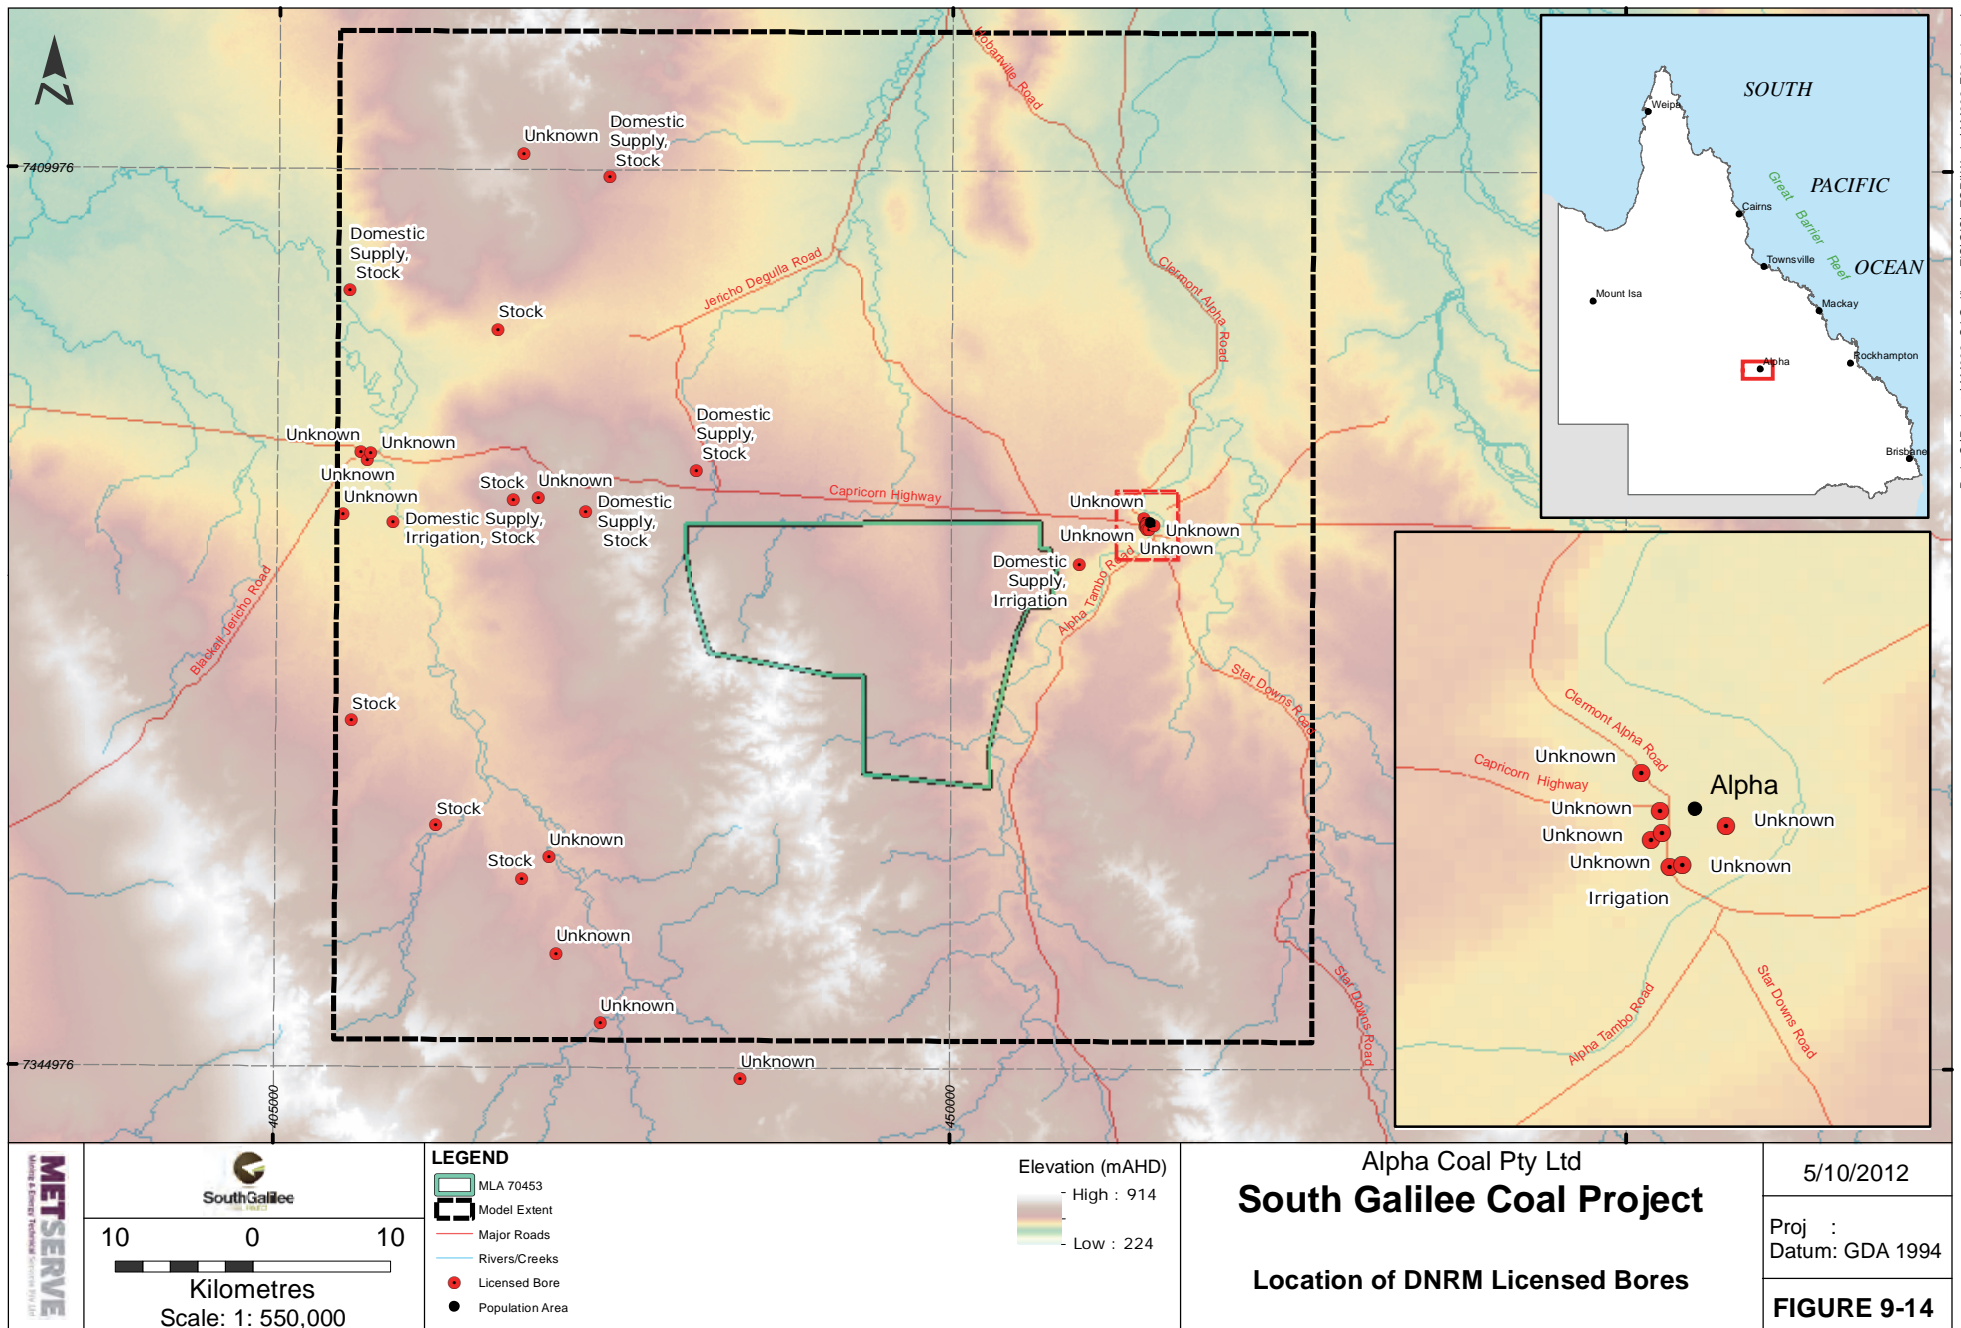 Hobartville Road
SOUTH
Weipa
PACIFIC
Great Barrier Reef
Cairns
OCEAN
Townsville
Mount Isa
Mackay
Alpha
Rockhampton
Brisbane
7409976
Unknown
Domestic
Supply,
Stock
Domestic
Supply,
Stock
Jericho Degulla Road
Clermont Alpha
Road
Stock
Domestic
Supply,
Stock
Unknown
Unknown
Unknown
Unknown
Stock
Unknown
Domestic Supply,
Irrigation, Stock
Domestic
Supply,
Stock
Capricorn Highway
Unknown
Unknown
Unknown
Unknown
Domestic
Supply,
Irrigation
Alpha Tambo Road
Blackall Jericho Road
Star Downs Road
Stock
Stock
Unknown
Stock
Unknown
Unknown
Star Downs Road
Unknown
7344976
405000
450000
Clermont Alpha Road
Unknown
Capricorn Highway
Alpha
Unknown
Unknown
Unknown
Unknown
Unknown
Irrigation
Alpha Tambo Road
Star Downs Road
METSERVE
SouthGalilee
10 0 10
Kilometres
Scale: 1: 550,000
LEGEND
MLA 70453
Model Extent
Major Roads
Rivers/Creeks
Licensed Bore
Population Area
Elevation (mAHD)
High : 914
Low : 224
Alpha Coal Pty Ltd
South Galilee Coal Project
Location of DNRM Licensed Bores
5/10/2012
Proj :
Datum: GDA 1994
FIGURE 9-14